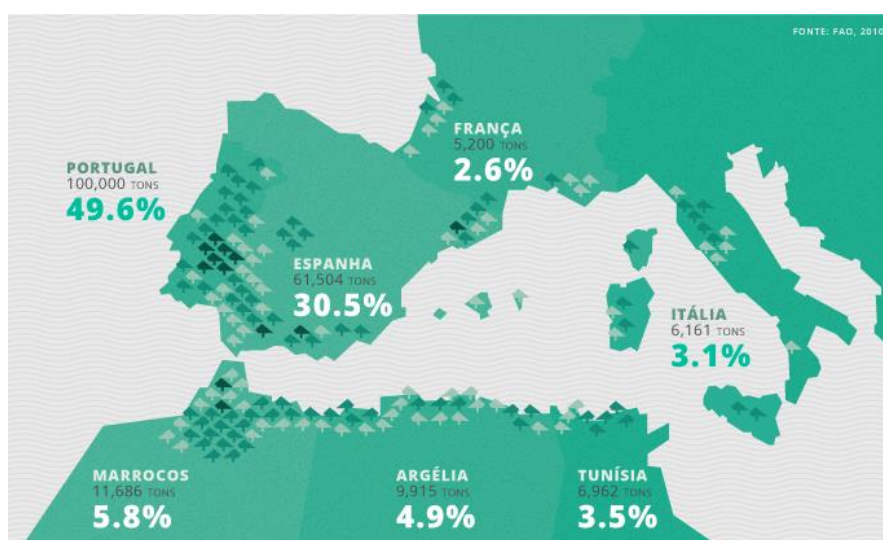 FONTE: FAO, 2010
FRANÇA
5,200 TONS
2.6%
PORTUGAL
100,000 TONS
49.6%
ESPANHA
61,504 TONS
30.5%
ITÁLIA
6,161 TONS
3.1%
MARROCOS
11,686 TONS
5.8%
ARGÉLIA
9,915 TONS
4.9%
TUNÍSIA
6,962 TONS
3.5%